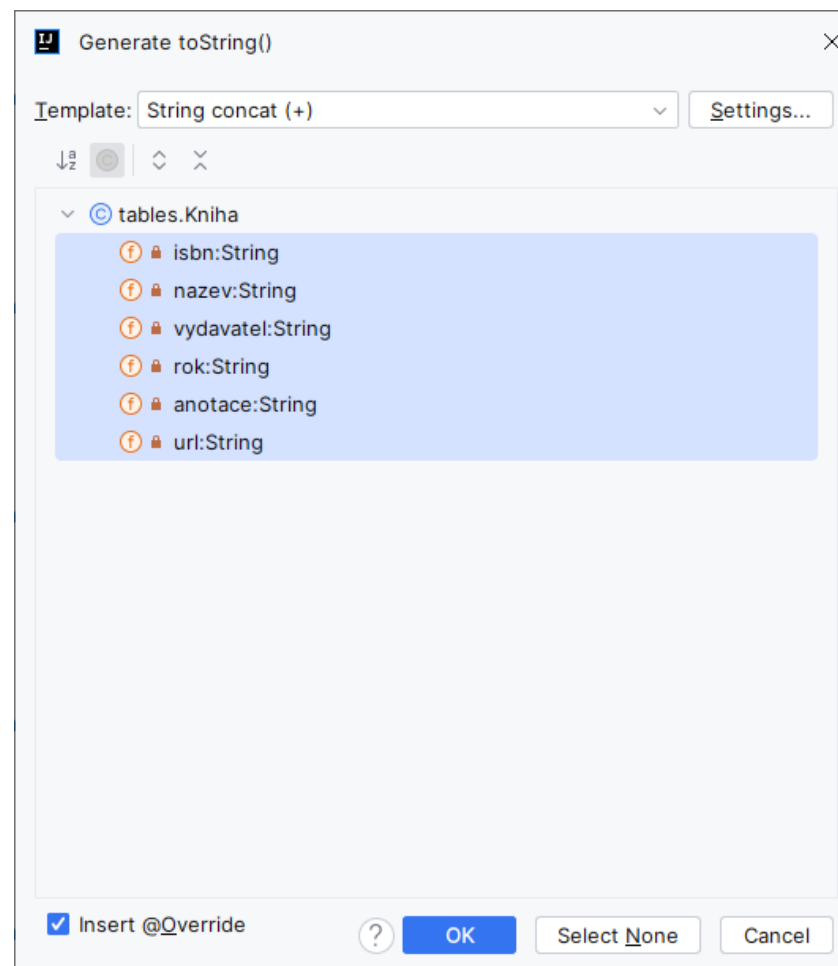 Generate toString()
Template: String concat (+) Settings...
tables.Kniha
isbn:String
nazev:String
vydavatel:String
rok:String
anotace:String
url:String
Insert @Override ? OK Select None Cancel